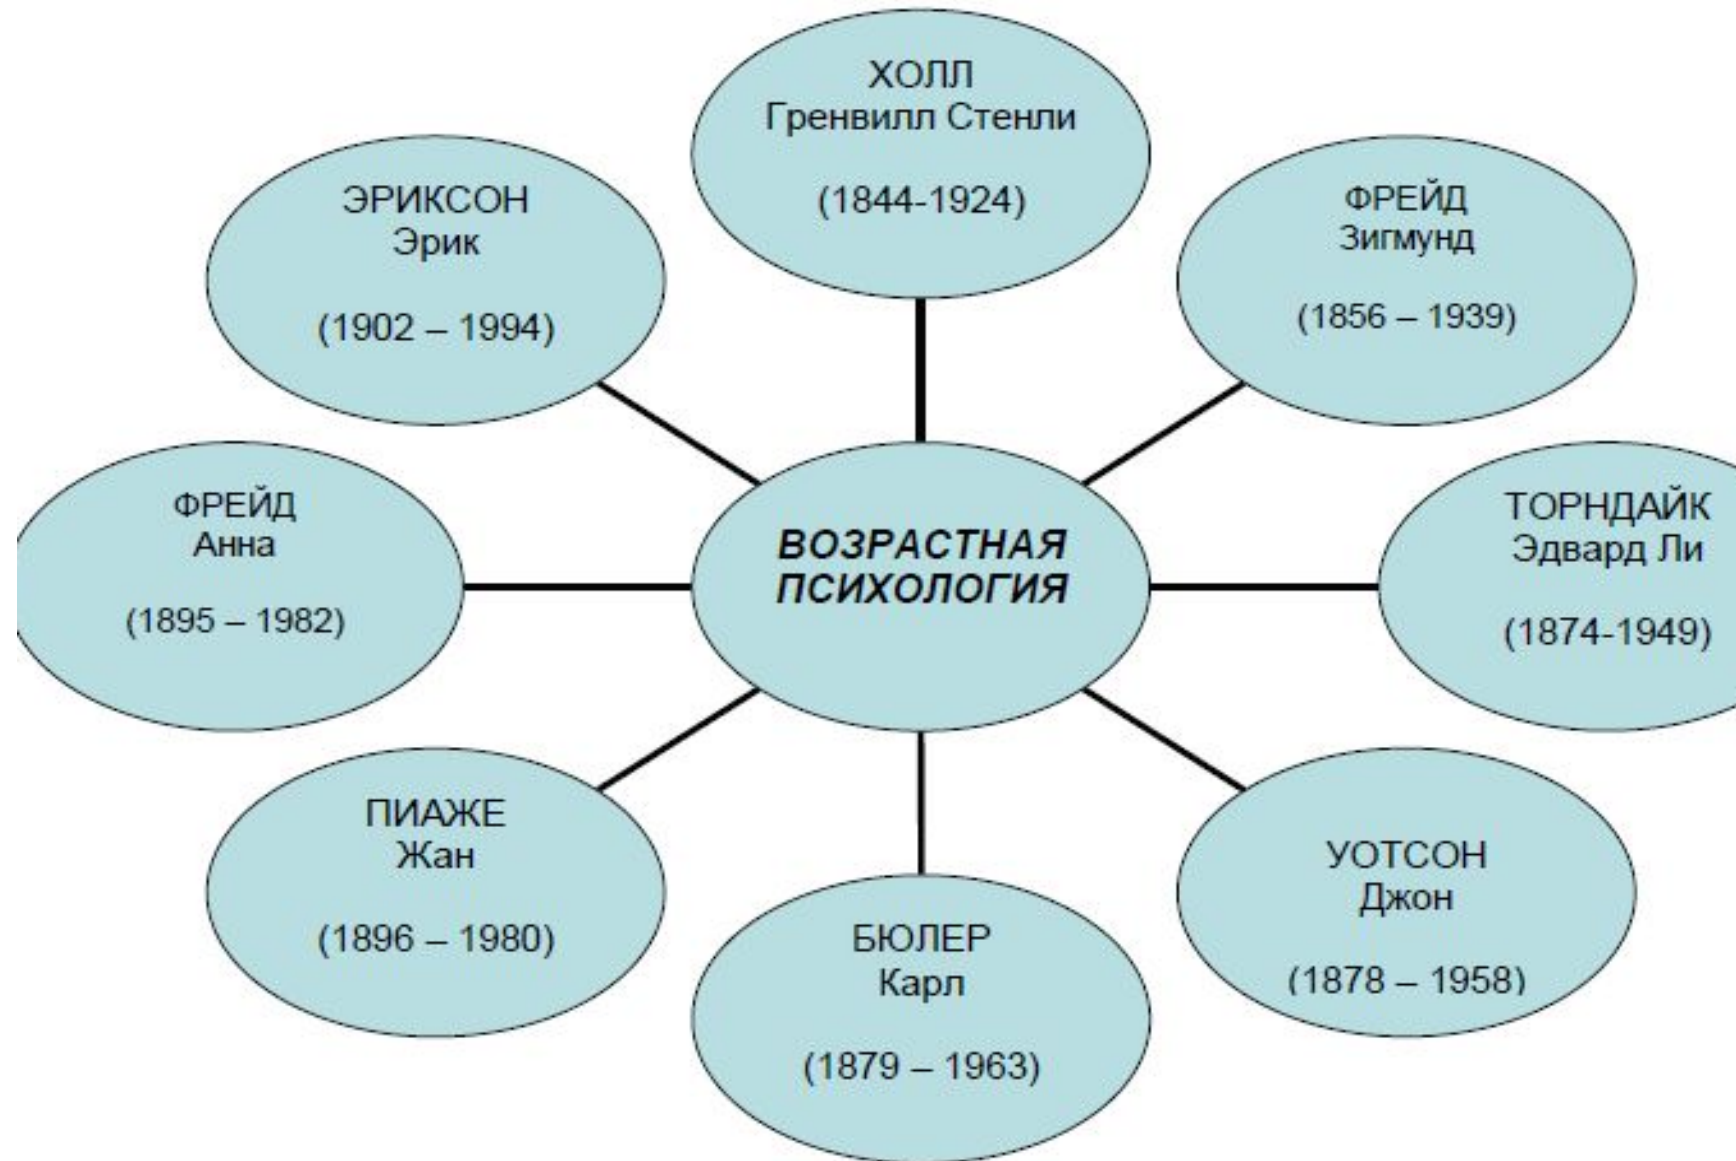 ХОЛЛ
Гренвилл Стенли
(1844-1924)
ЭРИКСОН
Эрик
(1902 – 1994)
ФРЕЙД
Зигмунд
(1856 – 1939)
ФРЕЙД
Анна
(1895 – 1982)
ВОЗРАСТНАЯ
ПСИХОЛОГИЯ
ТОРНДАЙК
Эдвард Ли
(1874-1949)
ПИАЖЕ
Жан
(1896 – 1980)
БЮЛЕР
Карл
(1879 – 1963)
УОТСОН
Джон
(1878 – 1958)